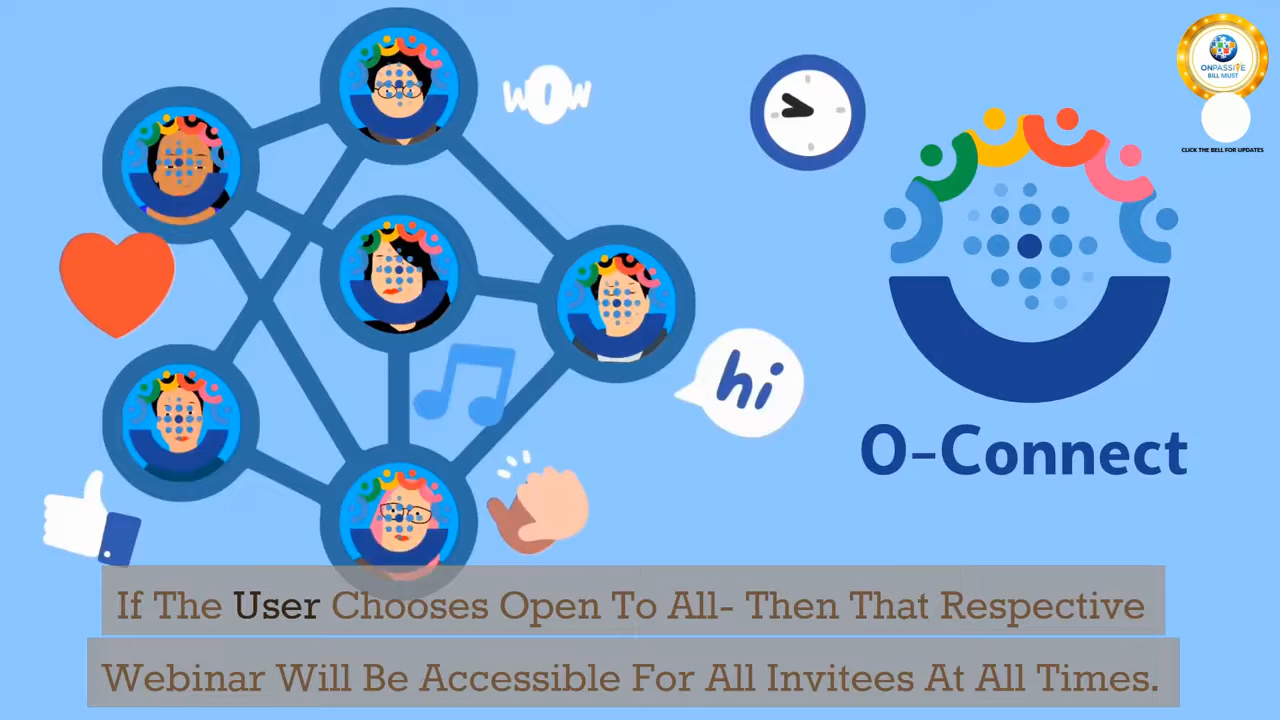 WOW
ONPASSIVE
BILL MUST
CLICK THE BELL FOR UPDATES
hi
O-Connect
If The User Chooses Open To All- Then That Respective
Webinar Will Be Accessible For All Invitees At All Times.